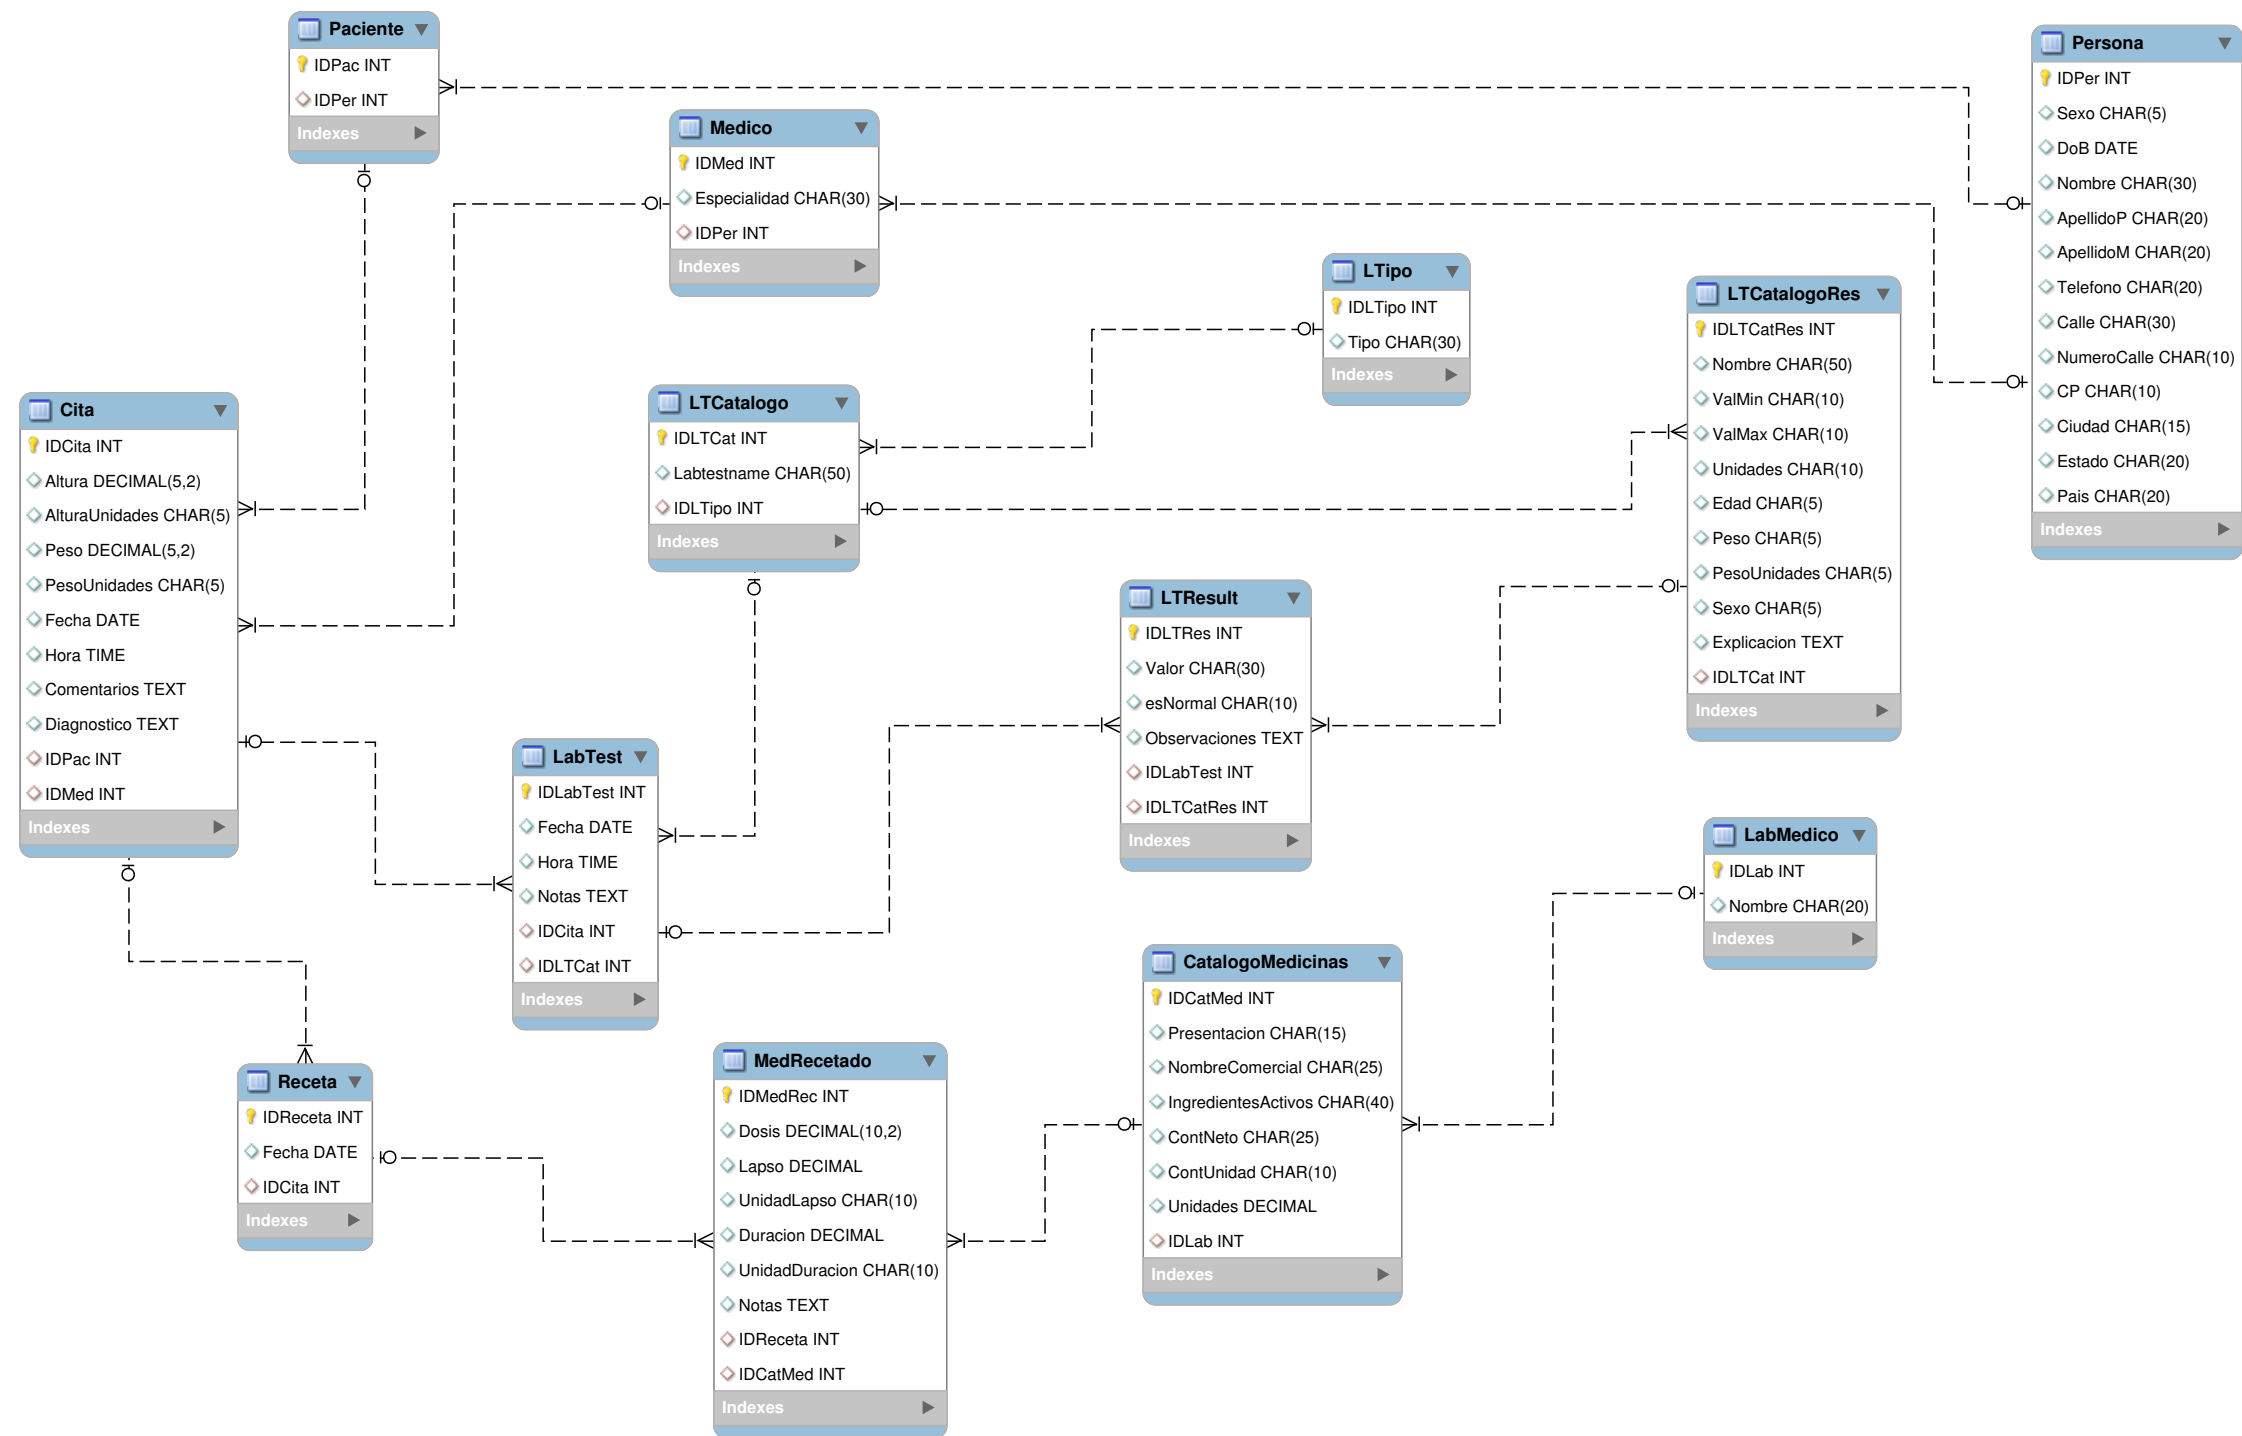 Paciente
IDPac INT
IDPer INT
Indexes
Persona
IDPer INT
Sexo CHAR(5)
DoB DATE
Nombre CHAR(30)
ApellidoP CHAR(20)
ApellidoM CHAR(20)
Telefono CHAR(20)
Calle CHAR(30)
NumeroCalle CHAR(10)
CP CHAR(10)
Ciudad CHAR(15)
Estado CHAR(20)
Pais CHAR(20)
Indexes
Medico
IDMed INT
Especialidad CHAR(30)
IDPer INT
Indexes
LTipo
IDLTipo INT
Tipo CHAR(30)
Indexes
LTCatalogoRes
IDLTCatRes INT
Nombre CHAR(50)
ValMin CHAR(10)
ValMax CHAR(10)
Unidades CHAR(10)
Edad CHAR(5)
Peso CHAR(5)
PesoUnidades CHAR(5)
Sexo CHAR(5)
Explicacion TEXT
IDLTCat INT
Indexes
Cita
IDCita INT
Altura DECIMAL(5,2)
AlturaUnidades CHAR(5)
Peso DECIMAL(5,2)
PesoUnidades CHAR(5)
Fecha DATE
Hora TIME
Comentarios TEXT
Diagnostico TEXT
IDPac INT
IDMed INT
Indexes
LTCatalogo
IDLTCat INT
Labtestname CHAR(50)
IDLTipo INT
Indexes
LTResult
IDLTRes INT
Valor CHAR(30)
esNormal CHAR(10)
Observaciones TEXT
IDLabTest INT
IDLTCatRes INT
Indexes
LabTest
IDLabTest INT
Fecha DATE
Hora TIME
Notas TEXT
IDCita INT
IDLTCat INT
Indexes
LabMedico
IDLab INT
Nombre CHAR(20)
Indexes
CatalogoMedicinas
IDCatMed INT
Presentacion CHAR(15)
NombreComercial CHAR(25)
IngredientesActivos CHAR(40)
ContNeto CHAR(25)
ContUnidad CHAR(10)
Unidades DECIMAL
IDLab INT
Indexes
Receta
IDReceta INT
Fecha DATE
IDCita INT
Indexes
MedRecetado
IDMedRec INT
Dosis DECIMAL(10,2)
Lapso DECIMAL
UnidadLapso CHAR(10)
Duracion DECIMAL
UnidadDuracion CHAR(10)
Notas TEXT
IDReceta INT
IDCatMed INT
Indexes